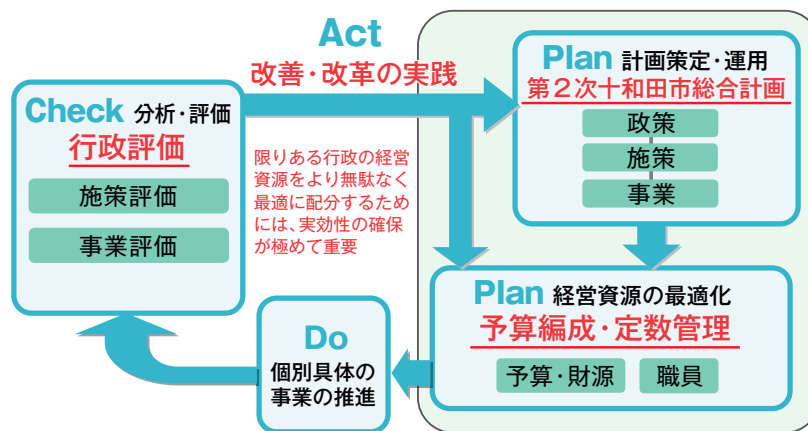 Act
改善・改革の実践
Plan 計画策定・運用
第２次十和田市総合計画
政策
施策
事業
Check 分析・評価
行政評価
施策評価
事業評価
限りある行政の経営
資源をより無駄なく
最適に配分するため
には、実効性の確保
が極めて重要
Plan 経営資源の最適化
予算編成・定数管理
予算・財源
職員
Do
個別具体の
事業の推進